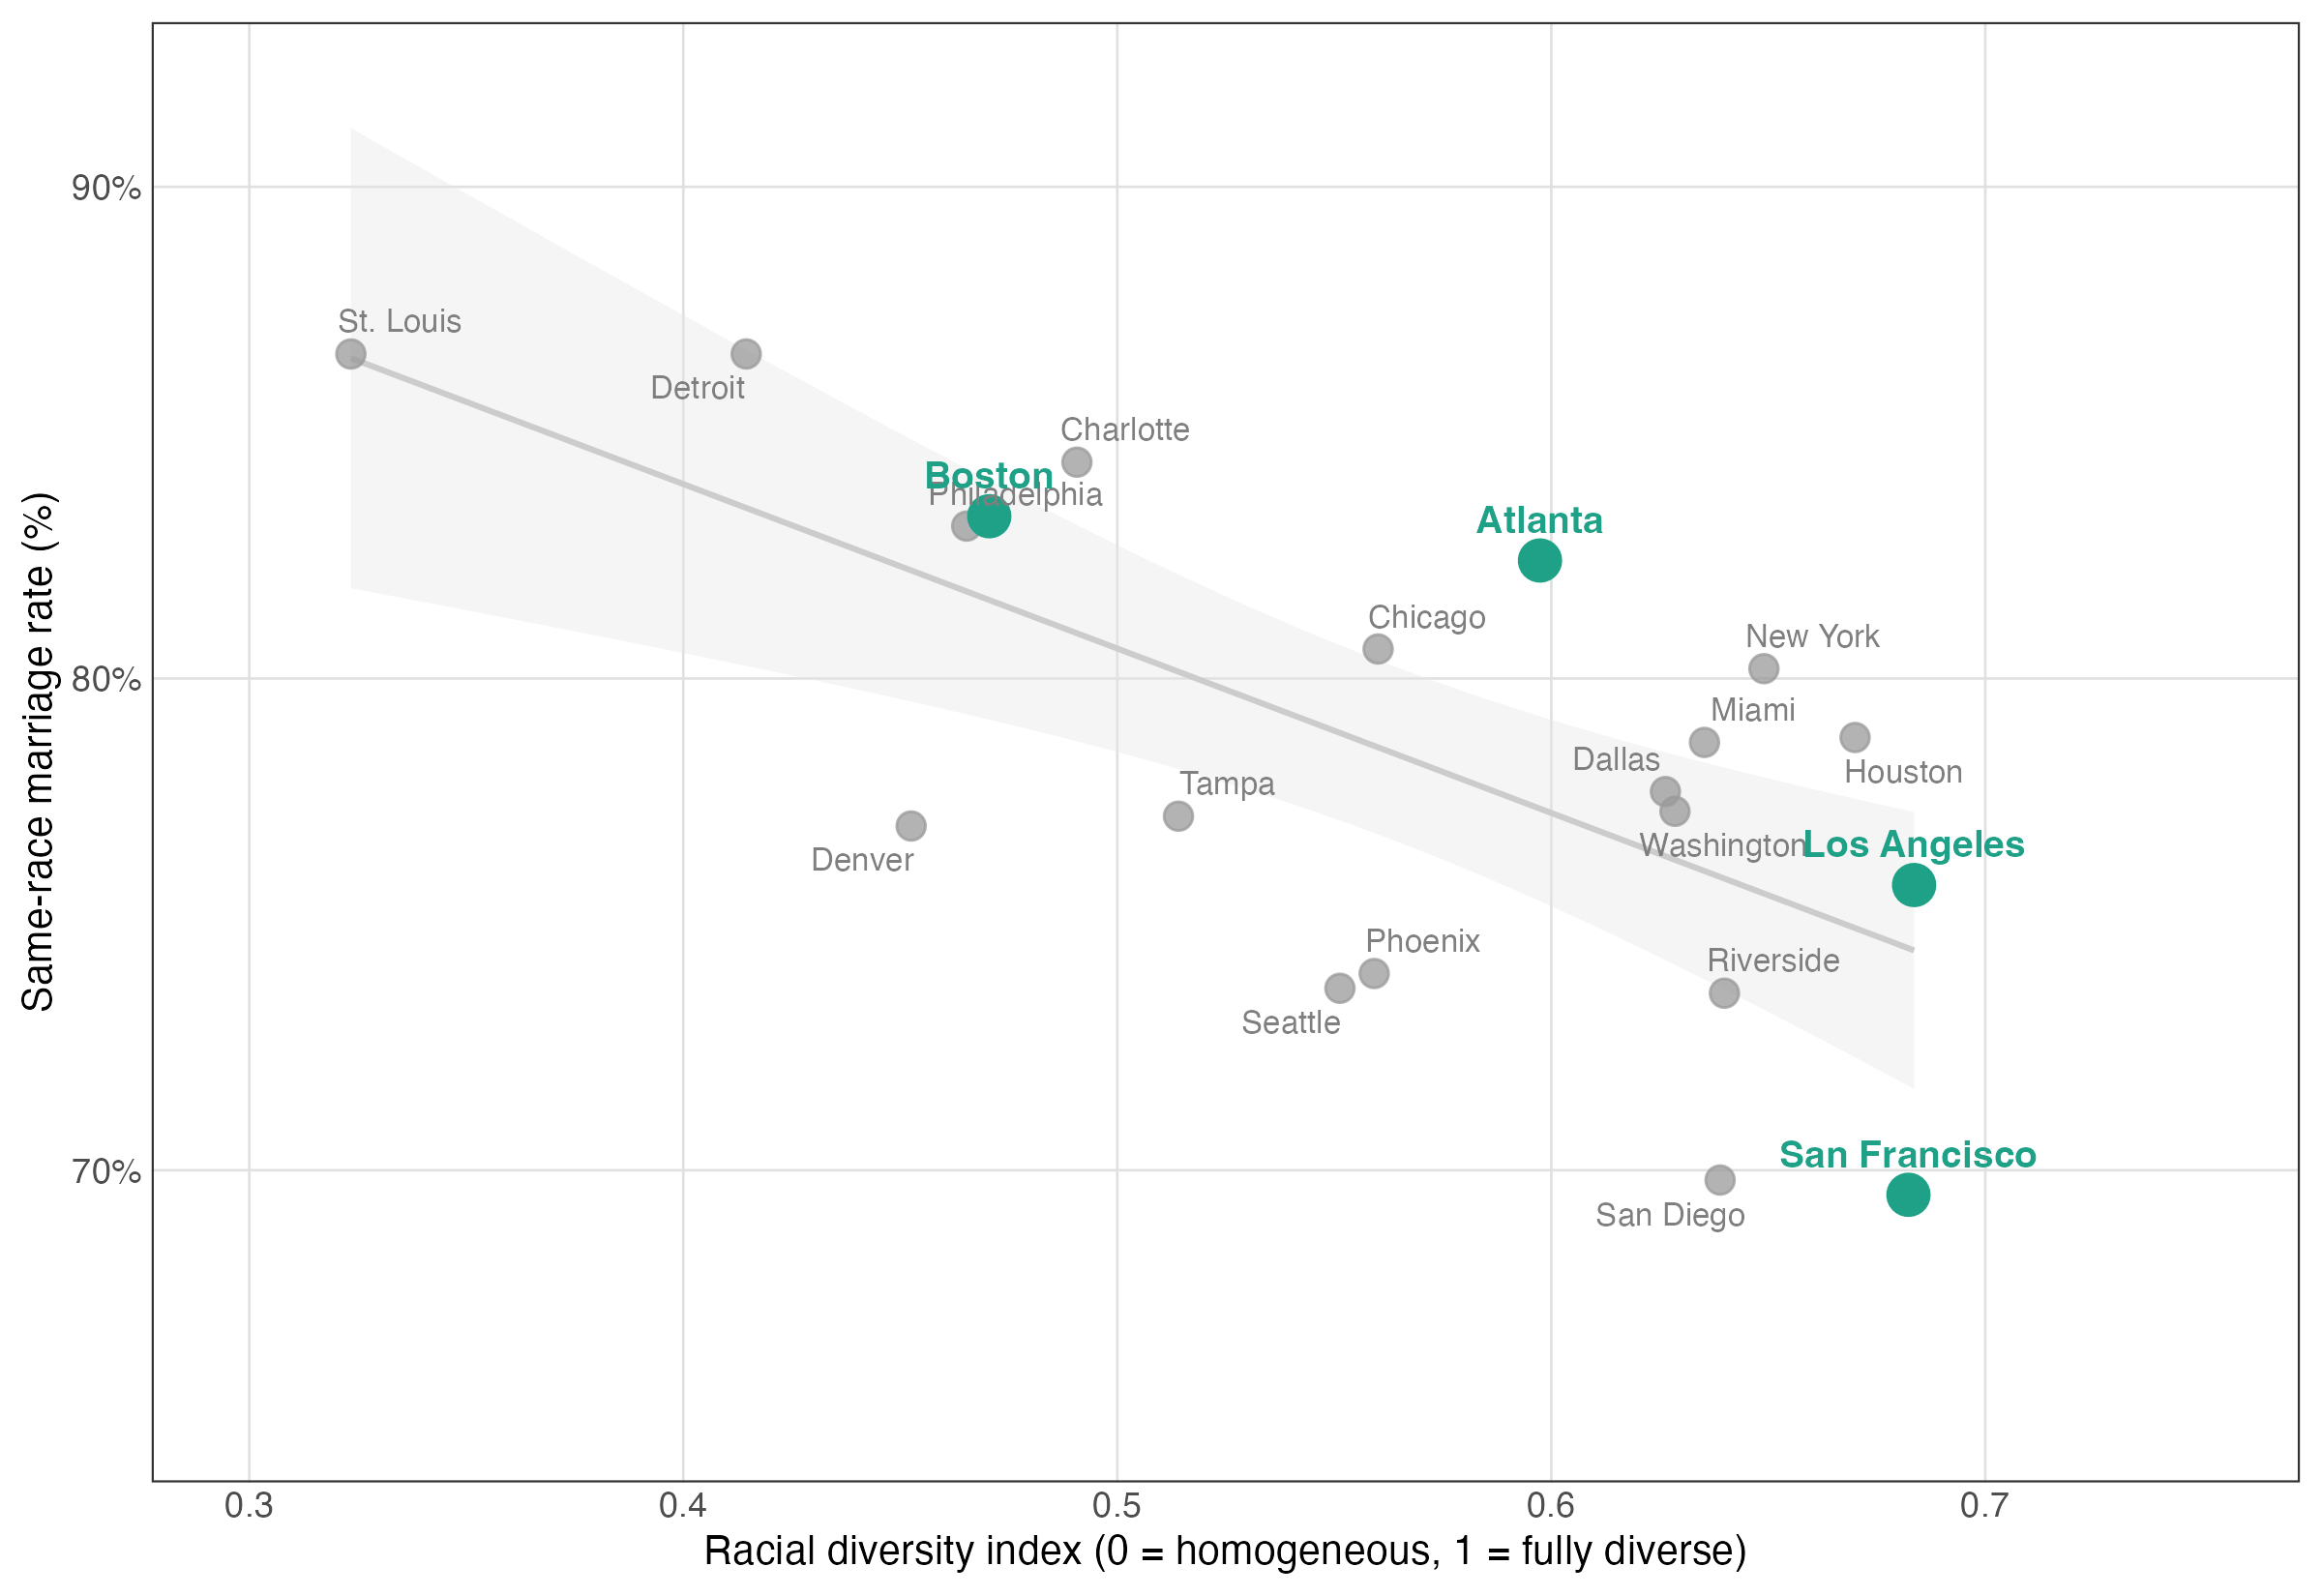 90%
80%
70%
Same-race marriage rate (%)
St. Louis
Detroit
Charlotte
Boston
Philadelphia
Atlanta
Chicago
New York
Miami
Dallas
Houston
Tampa
Denver
Washington
Los Angeles
Phoenix
Riverside
Seattle
San Francisco
San Diego
0.3
0.4
0.5
0.6
0.7
Racial diversity index (0 = homogeneous, 1 = fully diverse)